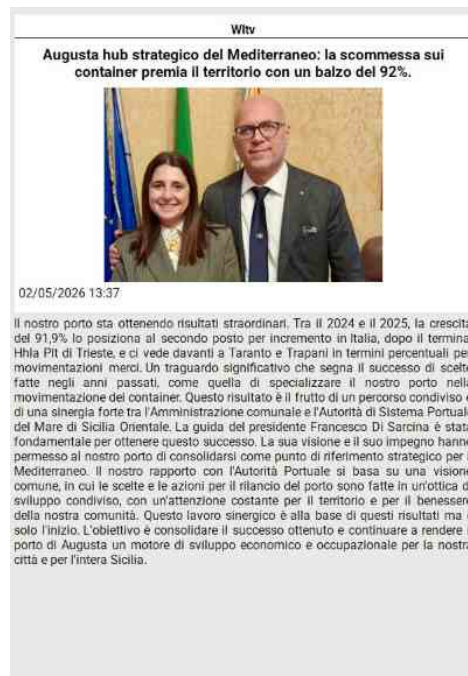 Wltv
Augusta hub strategico del Mediterraneo: la scommessa sui
container premia il territorio con un balzo del 92%.
02/05/2026 13:37
Il nostro porto sta ottenendo risultati straordinari. Tra il 2024 e il 2025, la crescita
del 91,9% lo posiziona al secondo posto per incremento in Italia, dopo il termina
Hhla Plt di Trieste, e ci vede davanti a Taranto e Trapani in termini percentuali per
movimentazioni merci. Un traguardo significativo che segna il successo di scelte
fatte negli anni passati, come quella di specializzare il nostro porto nella
movimentazione dei container. Questo risultato è il frutto di un percorso condiviso e
di una sinergia forte tra l'Amministrazione comunale e l'Autorità di Sistema Portuale
del Mare di Sicilia Orientale. La guida del presidente Francesco Di Sarcina è stata
fondamentale per ottenere questo successo. La sua visione e il suo impegno hanno
permesso al nostro porto di consolidarsi come punto di riferimento strategico per i
Mediterraneo. Il nostro rapporto con l'Autorità Portuale si basa su una visione
comune, in cui le scelte e le azioni per il rilancio del porto sono fatte in un'ottica d
sviluppo condiviso, con un'attenzione costante per il territorio e per il benessere
della nostra comunità. Questo lavoro sinergico è alla base di questi risultati ma è
solo l'inizio. L'obiettivo è consolidare il successo ottenuto e continuare a rendere i
porto di Augusta un motore di sviluppo economico e occupazionale per la nostra
città e per l'intera Sicilia.